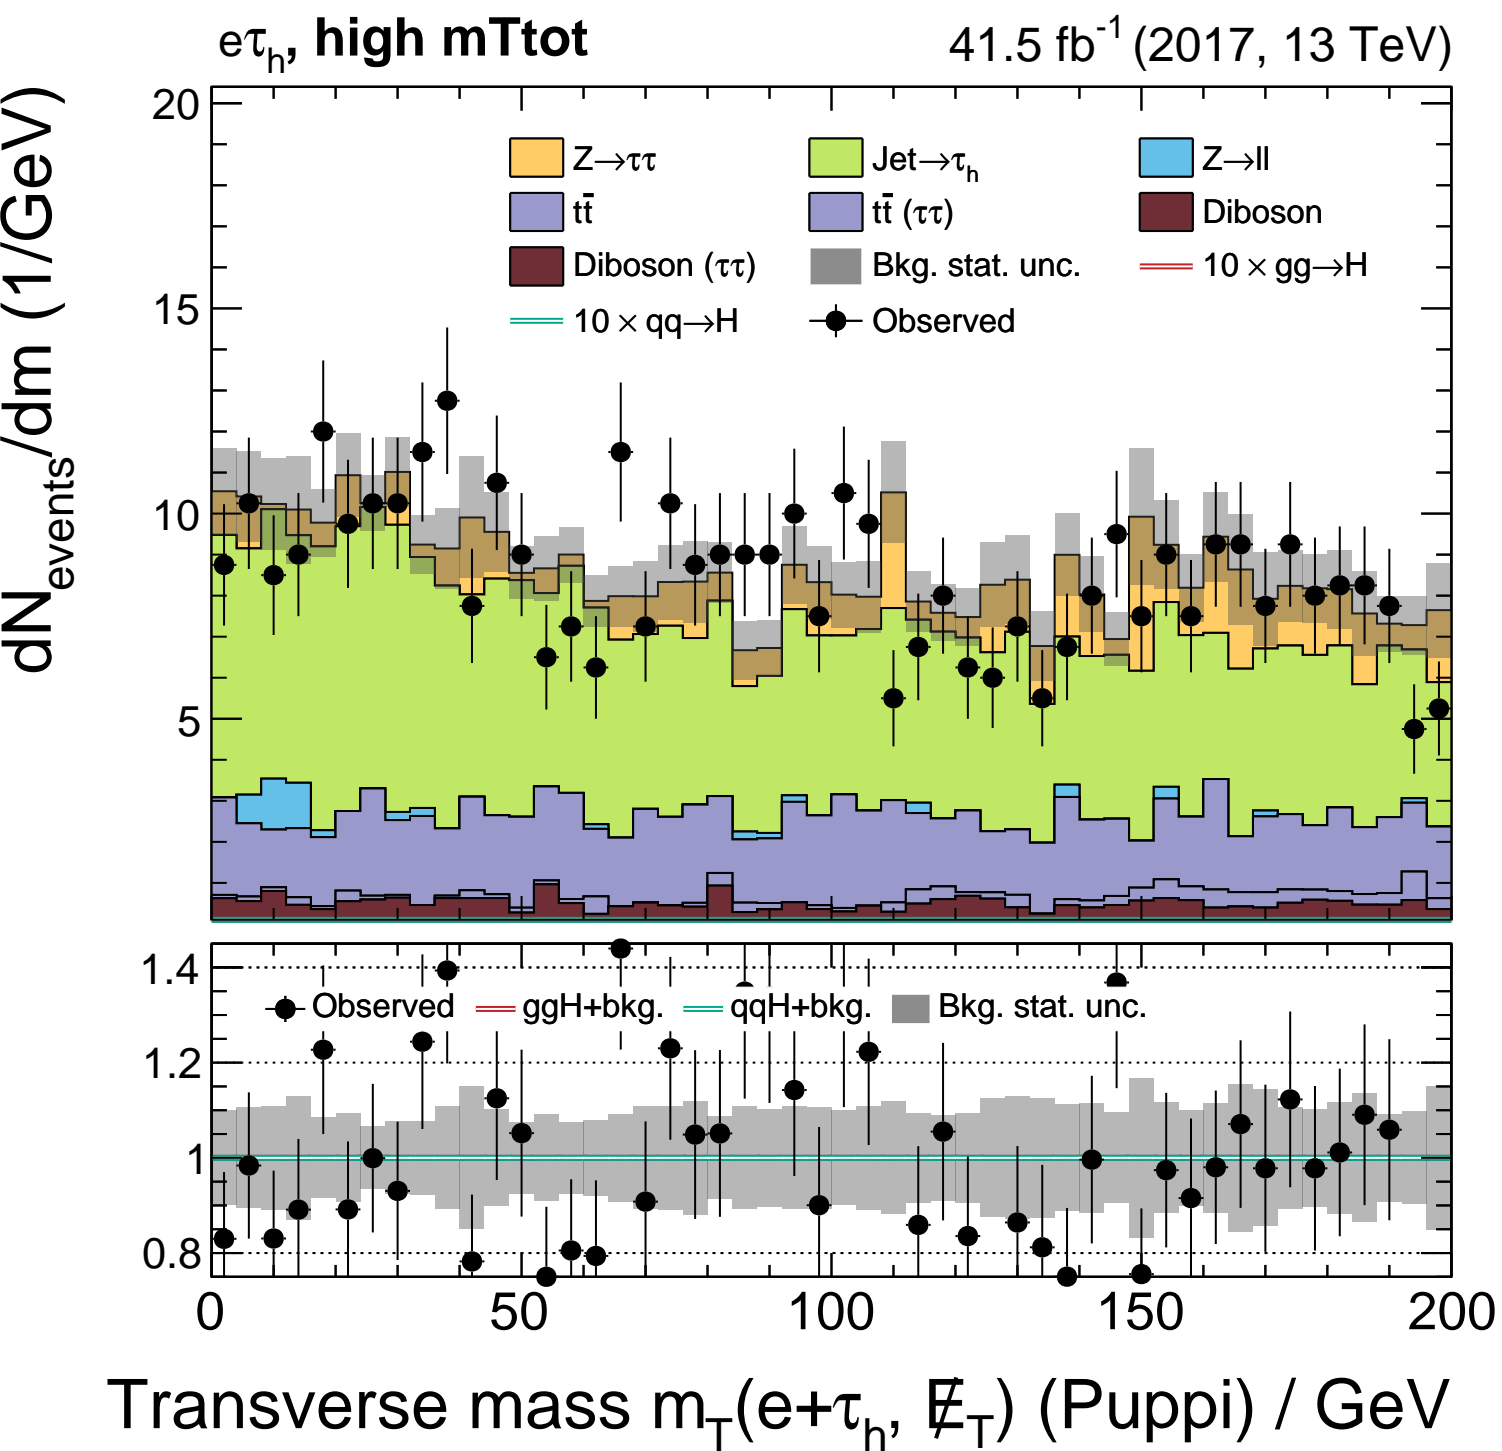 eτh, high mTtot
41.5 fb-1 (2017, 13 TeV)
dNevents/dm (1/GeV)
20
15
10
5
Z→ττ Jet→τh Z→ll
tt̄ tt̄ (ττ) Diboson
Diboson (ττ) Bkg. stat. unc. 10 × gg→H
10 × qq→H Observed
1.4
1.2
1
0.8
Observed ggH+bkg. qqH+bkg. Bkg. stat. unc.
0 50 100 150 200
Transverse mass mT(e+τh, E̸T) (Puppi) / GeV